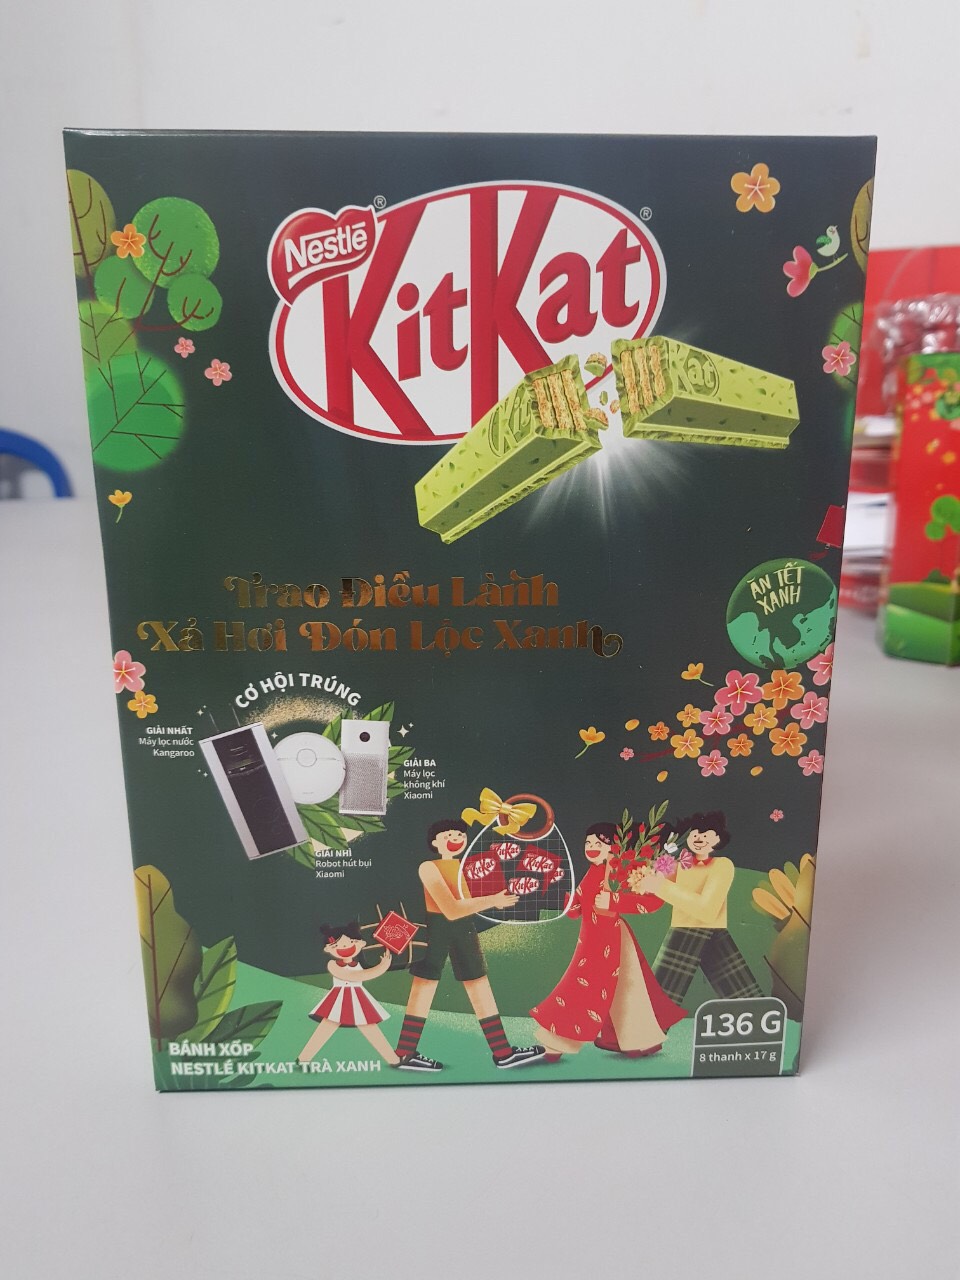 Nestlé®
KitKat®
Kit
Kat
Trao Điều Lành
Xả Hơi Đón Lộc Xanh
ĂN TẾT
XANH
CƠ HỘI TRÚNG
GIẢI NHẤT
Máy lọc nước
Kangaroo
GIẢI BA
Máy lọc
không khí
Xiaomi
GIẢI NHÌ
Robot hút bụi
Xiaomi
KitKat
KitKat
KitKat
KitKat
136 G
8 thanh x 17 g
BÁNH XỐP
NESTLÉ KITKAT TRÀ XANH